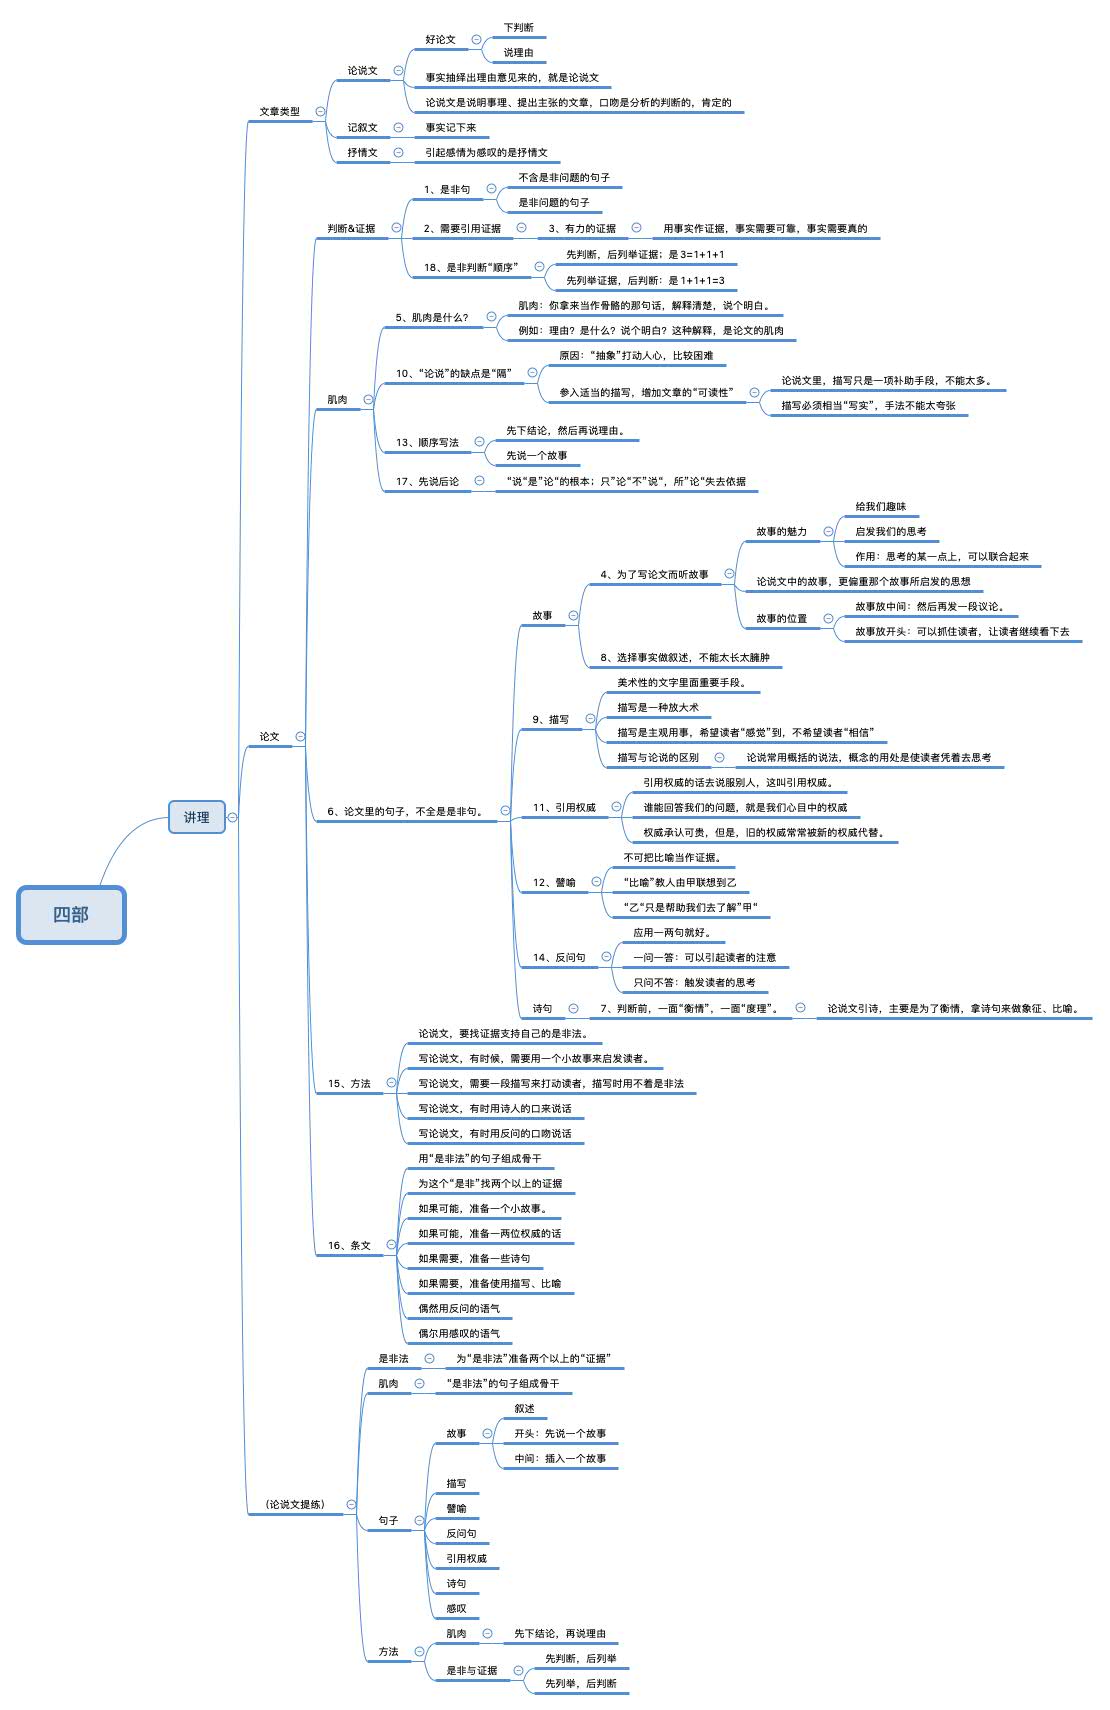 四部
讲理
文章类型
论说文
好论文
下判断
说理由
事实抽绎出理由意见来的，就是论说文
论说文是说明事理、提出主张的文章，口吻是分析的判断的，肯定的
记叙文
事实记下来
抒情文
引起感情为感叹的是抒情文
论文
判断&证据
1、是非句
不含是非问题的句子
是非问题的句子
2、需要引用证据
3、有力的证据
用事实作证据，事实需要可靠，事实需要真的
18、是非判断“顺序”
先判断，后列举证据；是3=1+1+1
先列举证据，后判断：是1+1+1=3
肌肉
5、肌肉是什么？
肌肉：你拿来当作骨骼的那句话，解释清楚，说个明白。
例如：理由？是什么？说个明白？这种解释，是论文的肌肉
10、“论说”的缺点是“隔”
原因：“抽象”打动人心，比较困难
参入适当的描写，增加文章的“可读性”
论说文里，描写只是一项补助手段，不能太多。
描写必须相当“写实”，手法不能太夸张
13、顺序写法
先下结论，然后再说理由。
先说一个故事
17、先说后论
“说“是”论“的根本；只”论“不”说“，所”论“失去依据
6、论文里的句子，不全是是非句。
故事
4、为了写论文而听故事
故事的魅力
给我们趣味
启发我们的思考
作用：思考的某一点上，可以联合起来
论说文中的故事，更偏重那个故事所启发的思想
故事的位置
故事放中间：然后再发一段议论。
故事放开头：可以抓住读者，让读者继续看下去
8、选择事实做叙述，不能太长太臃肿
9、描写
美术性的文字里面重要手段。
描写是一种放大术
描写是主观用事，希望读者“感觉”到，不希望读者“相信”
描写与论说的区别
论说常用概括的说法，概念的用处是使读者凭着去思考
11、引用权威
引用权威的话去说服别人，这叫引用权威。
谁能回答我们的问题，就是我们心目中的权威
权威承认可贵，但是，旧的权威常常被新的权威代替。
12、譬喻
不可把比喻当作证据。
“比喻”教人由甲联想到乙
“乙“只是帮助我们去了解”甲“
14、反问句
应用一两句就好。
一问一答：可以引起读者的注意
只问不答：触发读者的思考
诗句
7、判断前，一面“衡情”，一面“度理”。
论说文引诗，主要是为了衡情，拿诗句来做象征、比喻。
15、方法
论说文，要找证据支持自己的是非法。
写论说文，有时候，需要用一个小故事来启发读者。
写论说文，需要一段描写来打动读者，描写时用不着是非法
写论说文，有时用诗人的口来说话
写论说文，有时用反问的口吻说话
16、条文
用“是非法”的句子组成骨干
为这个“是非”找两个以上的证据
如果可能，准备一个小故事。
如果可能，准备一两位权威的话
如果需要，准备一些诗句
如果需要，准备使用描写、比喻
偶然用反问的语气
偶尔用感叹的语气
（论说文提练）
是非法
为“是非法”准备两个以上的“证据”
肌肉
“是非法”的句子组成骨干
句子
故事
叙述
开头：先说一个故事
中间：插入一个故事
描写
譬喻
反问句
引用权威
诗句
感叹
方法
肌肉
先下结论，再说理由
是非与证据
先判断，后列举
先列举，后判断